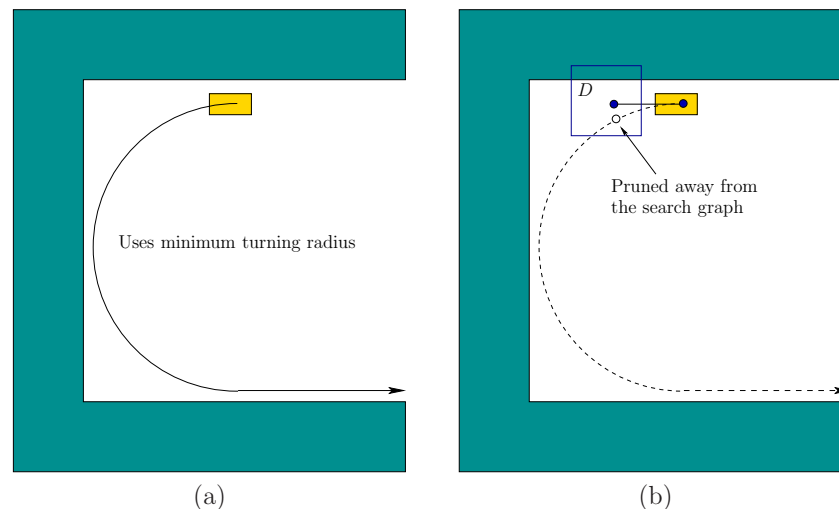 D
Pruned away from
the search graph
Uses minimum turning radius
(a)
(b)